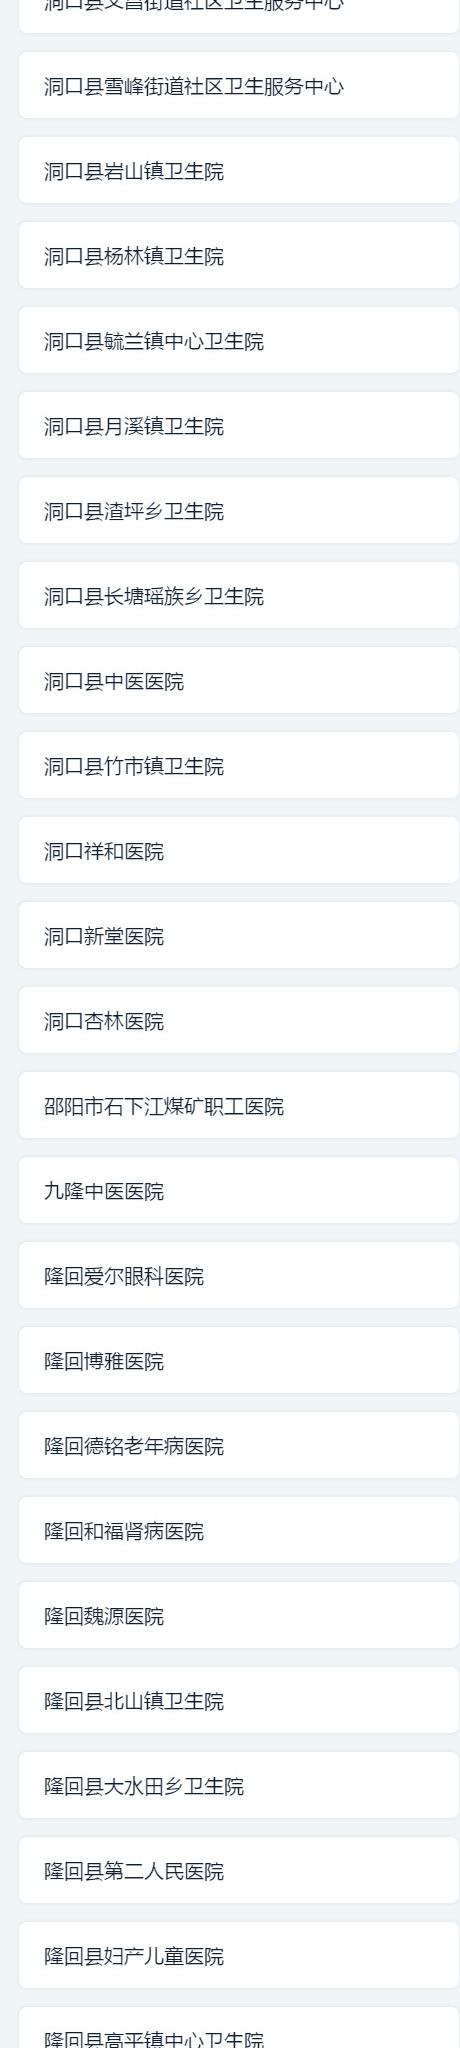 洞口县文昌街道社区卫生服务中心
洞口县雪峰街道社区卫生服务中心
洞口县岩山镇卫生院
洞口县杨林镇卫生院
洞口县毓兰镇中心卫生院
洞口县月溪镇卫生院
洞口县渣坪乡卫生院
洞口县长塘瑶族乡卫生院
洞口县中医医院
洞口县竹市镇卫生院
洞口祥和医院
洞口新堂医院
洞口杏林医院
邵阳市石下江煤矿职工医院
九隆中医医院
隆回爱尔眼科医院
隆回博雅医院
隆回德铭老年病医院
隆回和福肾病医院
隆回魏源医院
隆回县北山镇卫生院
隆回县大水田乡卫生院
隆回县第二人民医院
隆回县妇产儿童医院
隆回县高平镇中心卫生院